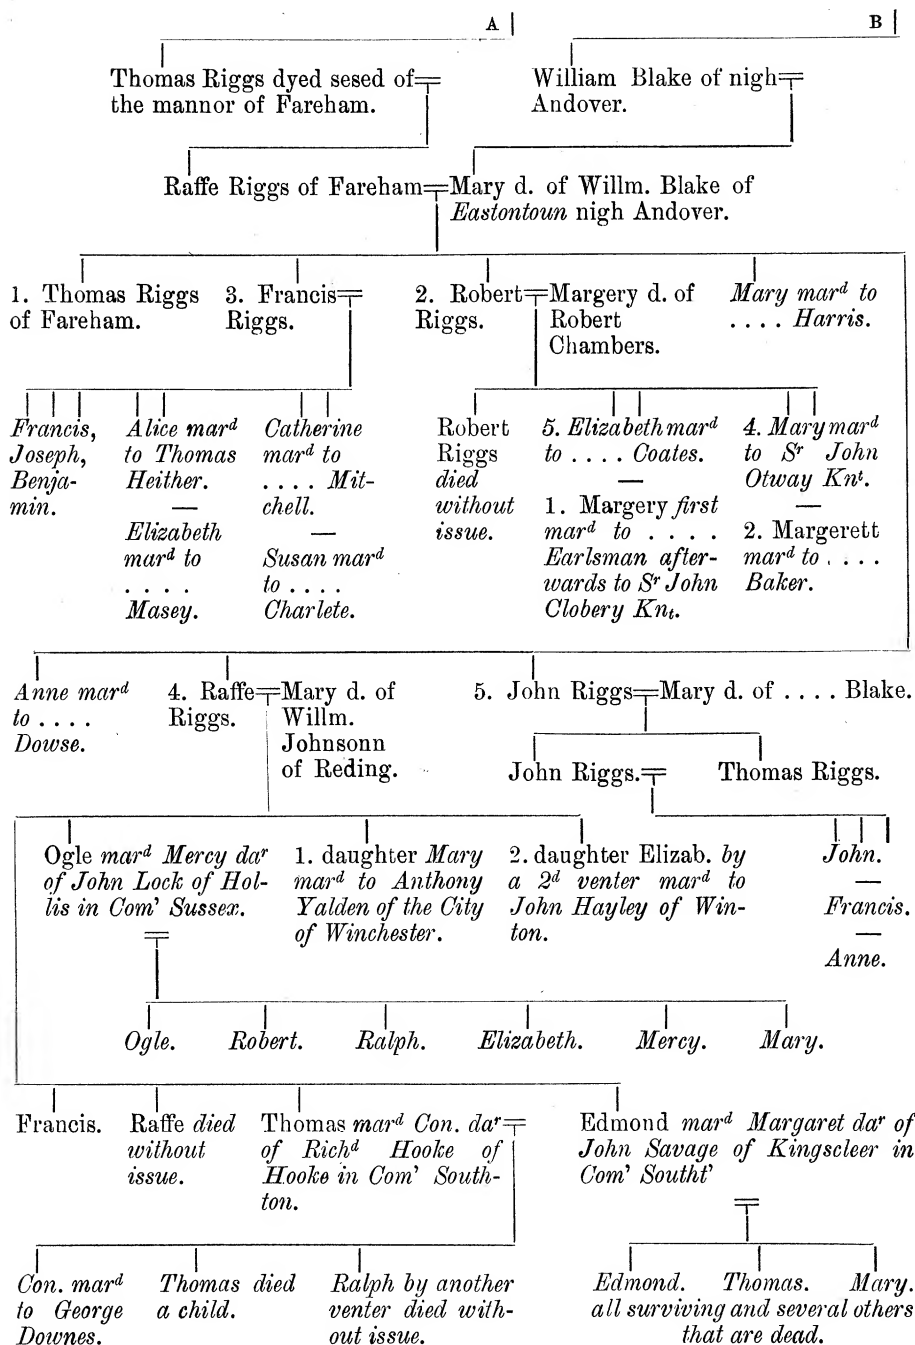 A
B
Thomas Riggs dyed sesed of
the mannor of Fareham.
William Blake of nigh
Andover.
Raffe Riggs of Fareham
Mary d. of Willm. Blake of
Eastontoun nigh Andover.
1. Thomas Riggs
of Fareham.
3. Francis
Riggs.
2. Robert
Riggs.
Margery d. of
Robert
Chambers.
Mary mard to
.... Harris.
Francis,
Joseph,
Benja-
min.
Alice mard
to Thomas
Heither.
—
Elizabeth
mard to
. . . .
Masey.
Catherine
mard to
.... Mit-
chell.
—
Susan mard
to ....
Charlete.
Robert
Riggs
died
without
issue.
5. Elizabeth mard
to .... Coates.
—
1. Margery first
mard to ....
Earlsman after-
wards to Sr John
Clobery Knt.
4. Mary mard
to Sr John
Otway Knt.
—
2. Margerett
mard to ....
Baker.
Anne mard
to ....
Dowse.
4. Raffe
Riggs.
Mary d. of
Willm.
Johnsonn
of Reding.
5. John Riggs
Mary d. of .... Blake.
John Riggs.
Thomas Riggs.
Ogle mard Mercy dar
of John Lock of Hol-
lis in Com' Sussex.
1. daughter Mary
mard to Anthony
Yalden of the City
of Winchester.
2. daughter Elizab. by
a 2d venter mard to
John Hayley of Win-
ton.
John.
—
Francis.
—
Anne.
Ogle. Robert. Ralph. Elizabeth. Mercy. Mary.
Francis.
Raffe died
without
issue.
Thomas mard Con. dar
of Richd Hooke of
Hooke in Com' South-
ton.
Edmond mard Margaret dar of
John Savage of Kingscleer in
Com' Southt'
Con. mard
to George
Downes.
Thomas died
a child.
Ralph by another
venter died with-
out issue.
Edmond. Thomas. Mary.
all surviving and several others
that are dead.